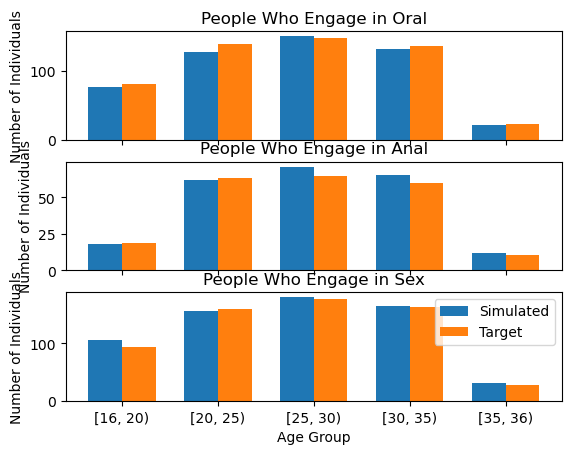 People Who Engage in Oral
Number of Individuals
100
0
People Who Engage in Anal
Number of Individuals
50
25
0
People Who Engage in Sex
Number of Individuals
100
0
Simulated
Target
[16, 20)
[20, 25)
[25, 30)
[30, 35)
[35, 36)
Age Group